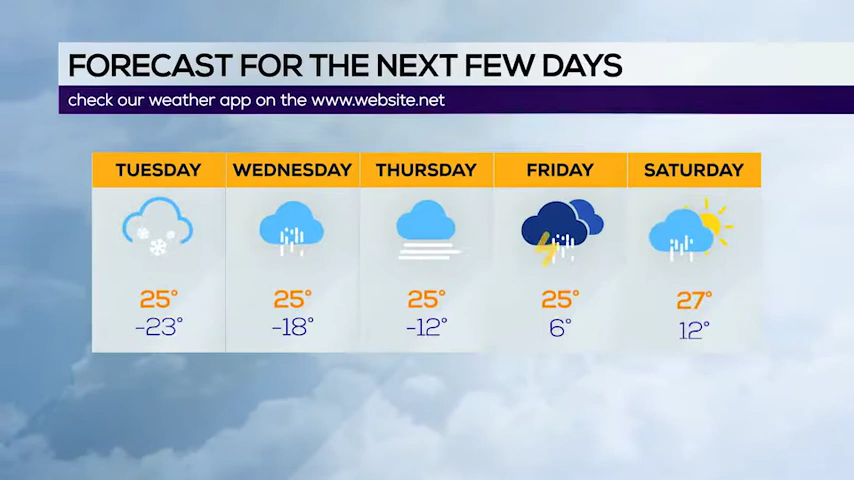 FORECAST FOR THE NEXT FEW DAYS
check our weather app on the www.website.net
TUESDAY WEDNESDAY THURSDAY FRIDAY SATURDAY
25° 25° 25° 25° 27°
-23° -18° -12° 6° 12°